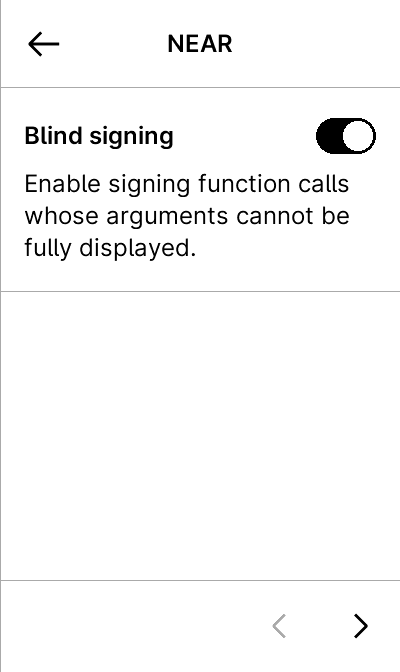 NEAR
Blind signing
Enable signing function calls
whose arguments cannot be
fully displayed.